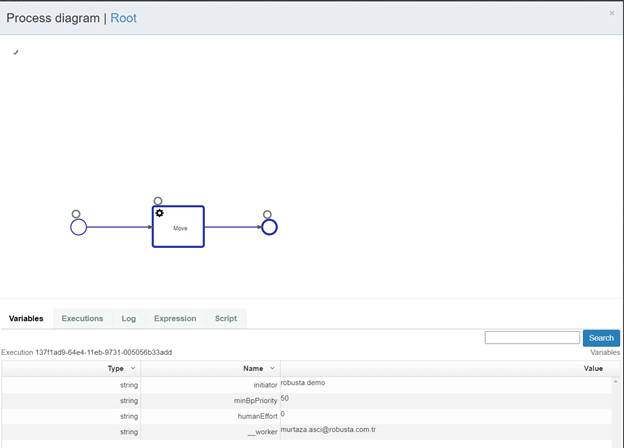 Process diagram | Root
×
Move
Variables Executions Log Expression Script
Search
Execution 137f1ad9-64e4-11eb-9731-005056b33add Variables
Type Name Value
string initiator robusta.demo
string minBpPriority 50
string humanEffort 0
string __worker murtaza.asci@robusta.com.tr